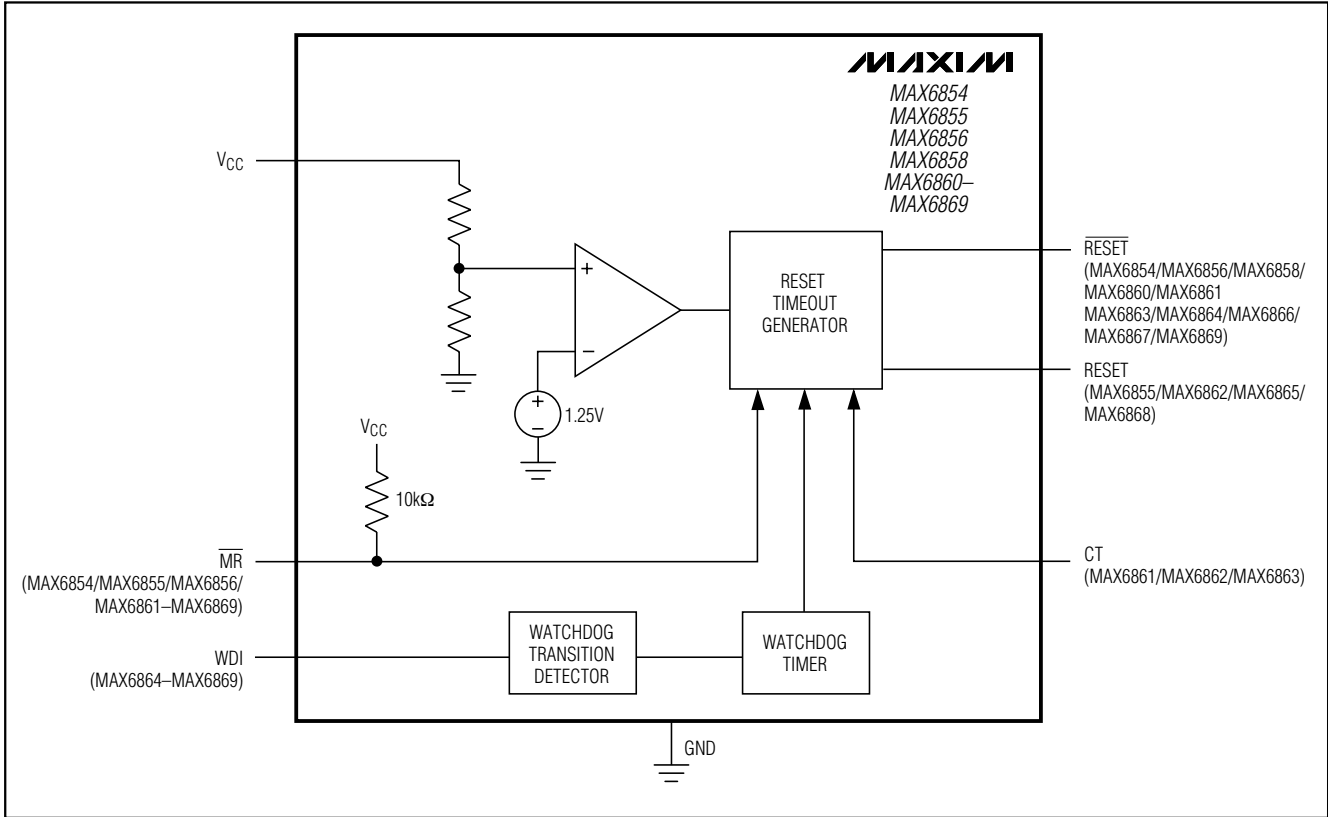 MAXIM
MAX6854
MAX6855
MAX6856
MAX6858
MAX6860–
MAX6869
VCC
+
−
RESET
TIMEOUT
GENERATOR
RESET
(MAX6854/MAX6856/MAX6858/
MAX6860/MAX6861
MAX6863/MAX6864/MAX6866/
MAX6867/MAX6869)
RESET
(MAX6855/MAX6862/MAX6865/
MAX6868)
+
−
1.25V
VCC
10kΩ
MR
(MAX6854/MAX6855/MAX6856/
MAX6861–MAX6869)
CT
(MAX6861/MAX6862/MAX6863)
WDI
(MAX6864–MAX6869)
WATCHDOG
TRANSITION
DETECTOR
WATCHDOG
TIMER
GND